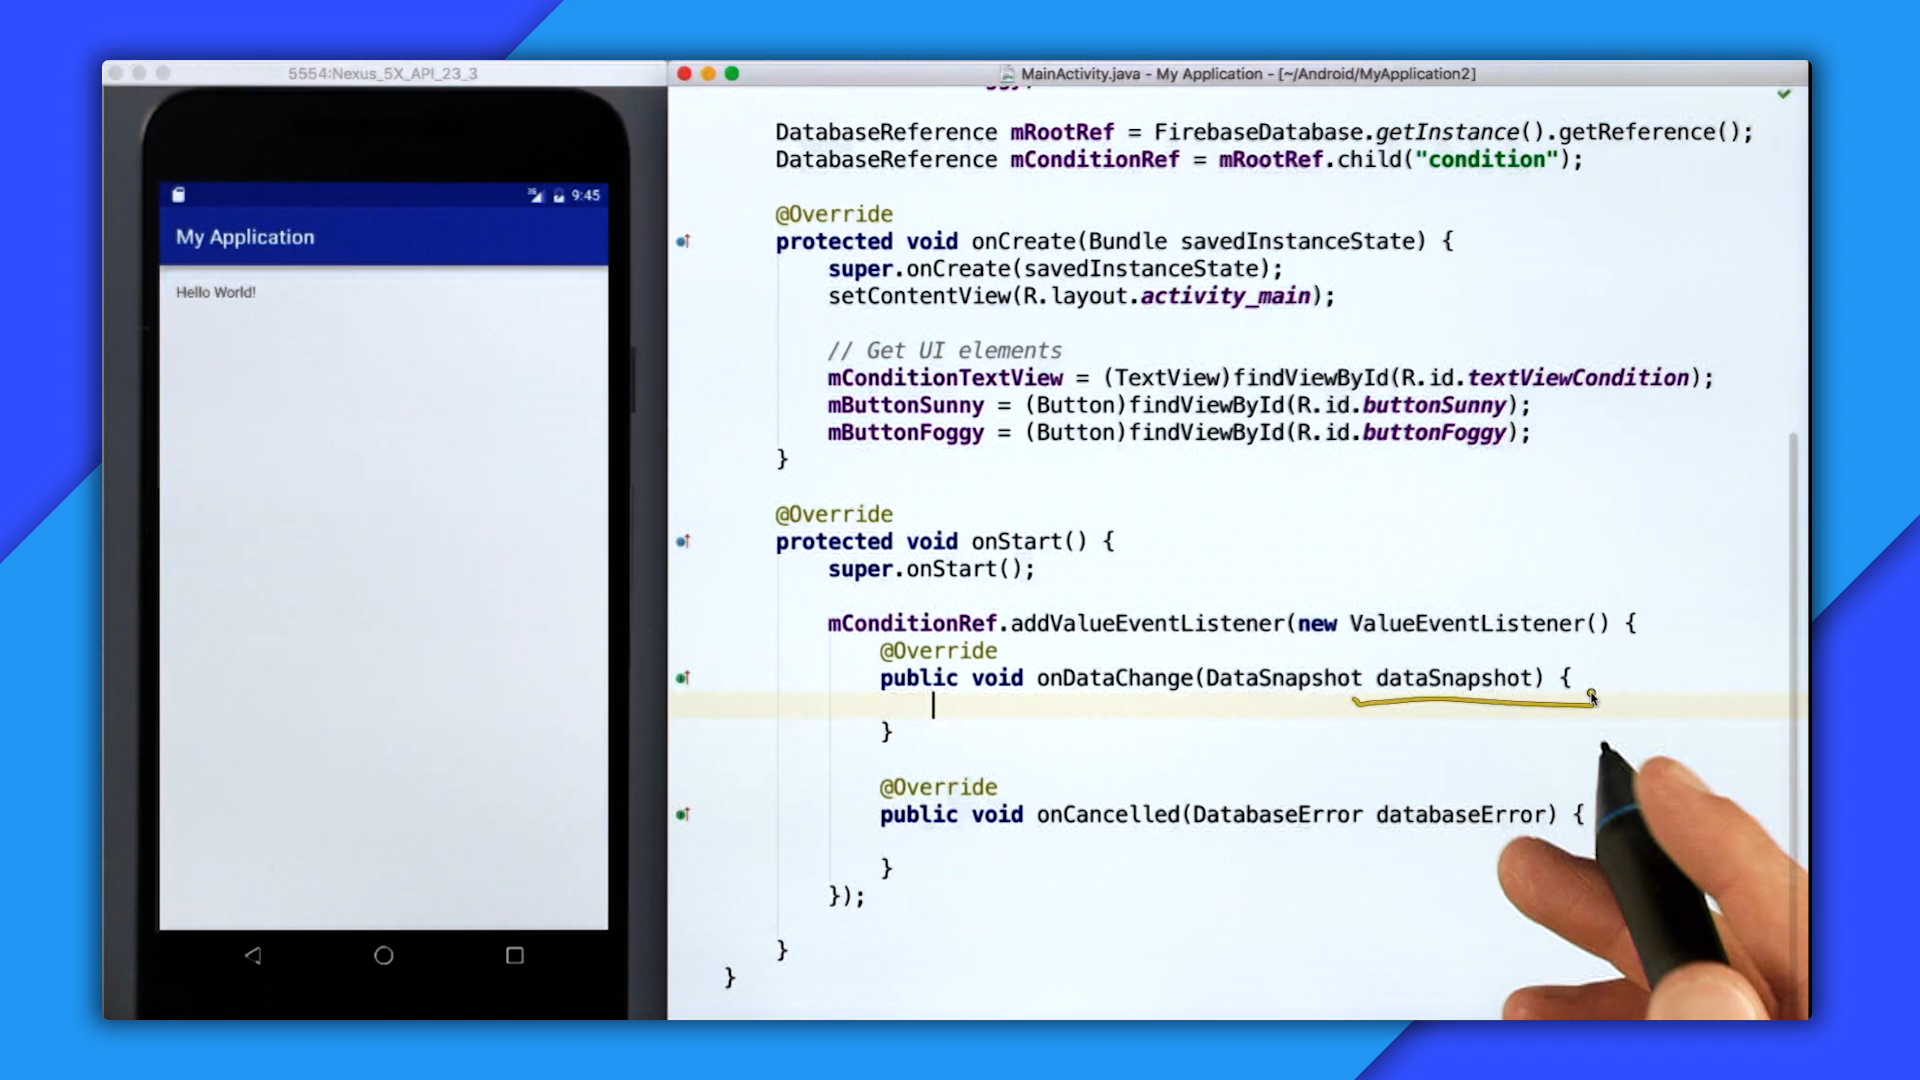 5554:Nexus_5X_API_23_3
9:45
My Application
Hello World!
MainActivity.java - My Application - [~/Android/MyApplication2]
DatabaseReference mRootRef = FirebaseDatabase.getInstance().getReference();
DatabaseReference mConditionRef = mRootRef.child("condition");
@Override
protected void onCreate(Bundle savedInstanceState) {
super.onCreate(savedInstanceState);
setContentView(R.layout.activity_main);
// Get UI elements
mConditionTextView = (TextView)findViewById(R.id.textViewCondition);
mButtonSunny = (Button)findViewById(R.id.buttonSunny);
mButtonFoggy = (Button)findViewById(R.id.buttonFoggy);
}
@Override
protected void onStart() {
super.onStart();
mConditionRef.addValueEventListener(new ValueEventListener() {
@Override
public void onDataChange(DataSnapshot dataSnapshot) {
}
@Override
public void onCancelled(DatabaseError databaseError) {
}
});
}
}